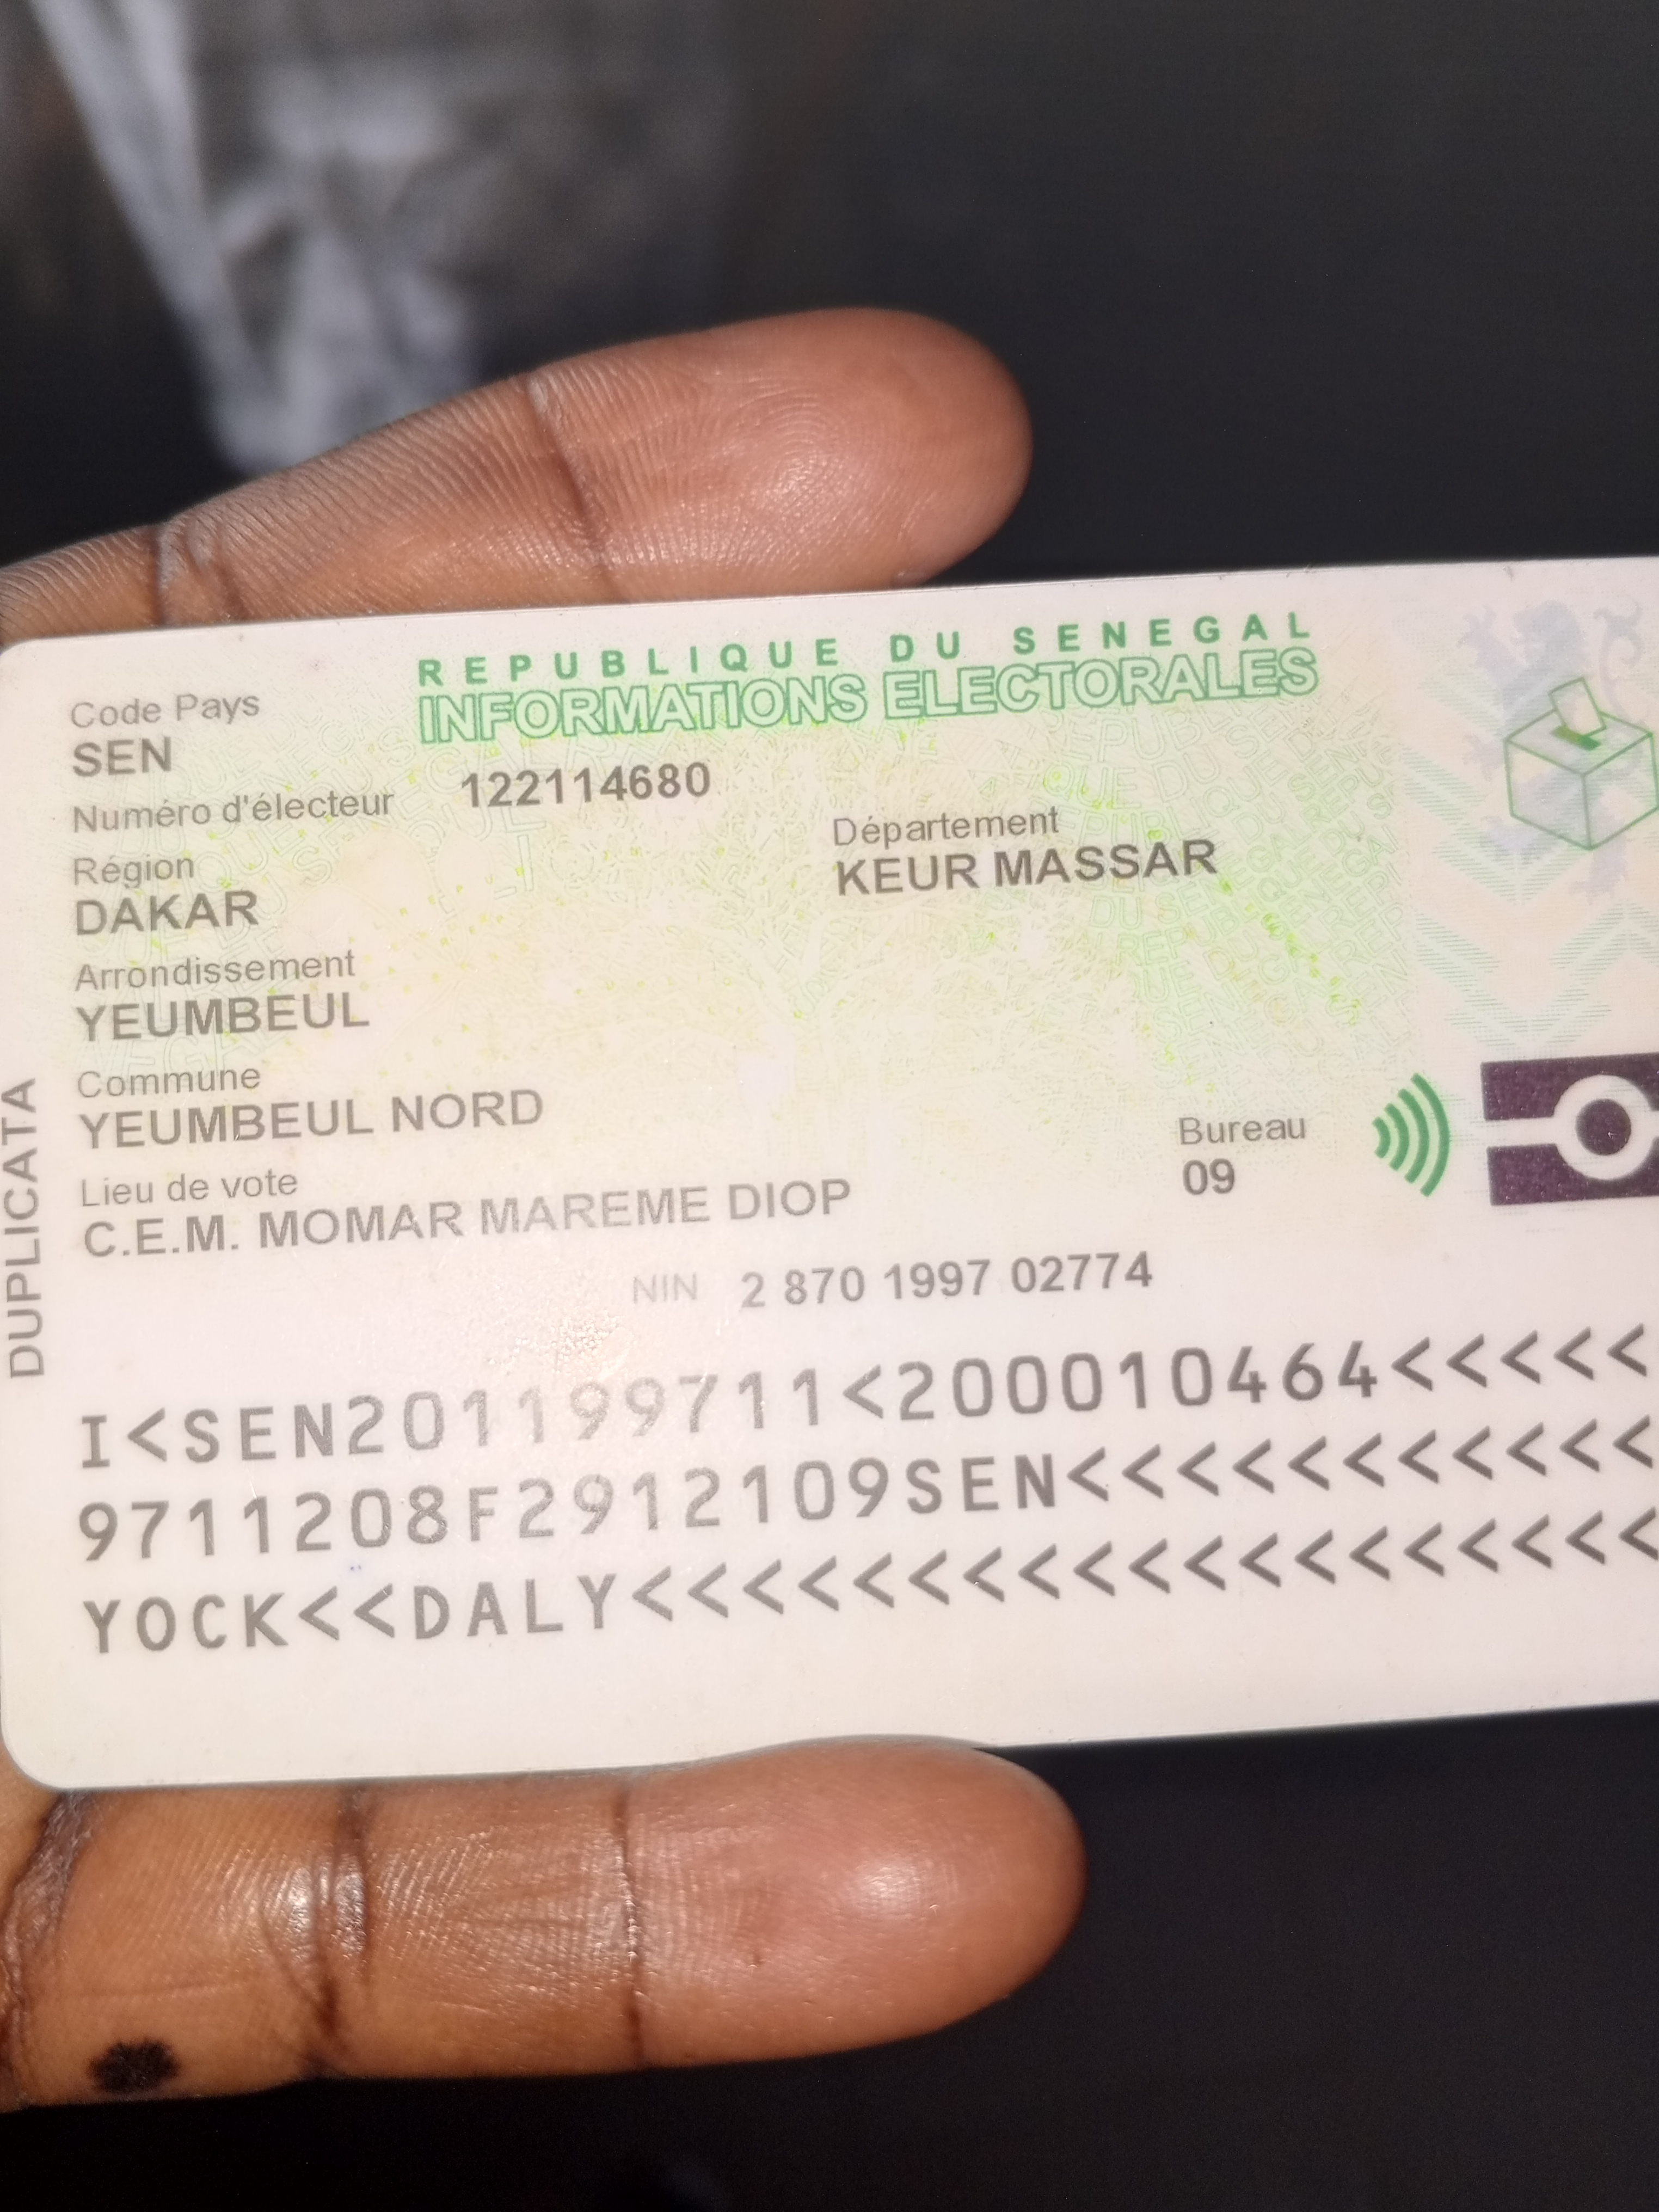 REPUBLIQUE DU SENEGAL
INFORMATIONS ELECTORALES
Code Pays
SEN
Numéro d'électeur 122114680
Région
DAKAR
Département
KEUR MASSAR
Arrondissement
YEUMBEUL
Commune
YEUMBEUL NORD
Lieu de vote
C.E.M. MOMAR MAREME DIOP
Bureau
09
NIN 2 870 1997 02774
DUPLICATA
I<SEN201199711<200010464<<<<<
9711208F2912109SEN<<<<<<<<<<<
YOCK<<DALY<<<<<<<<<<<<<<<<<<<